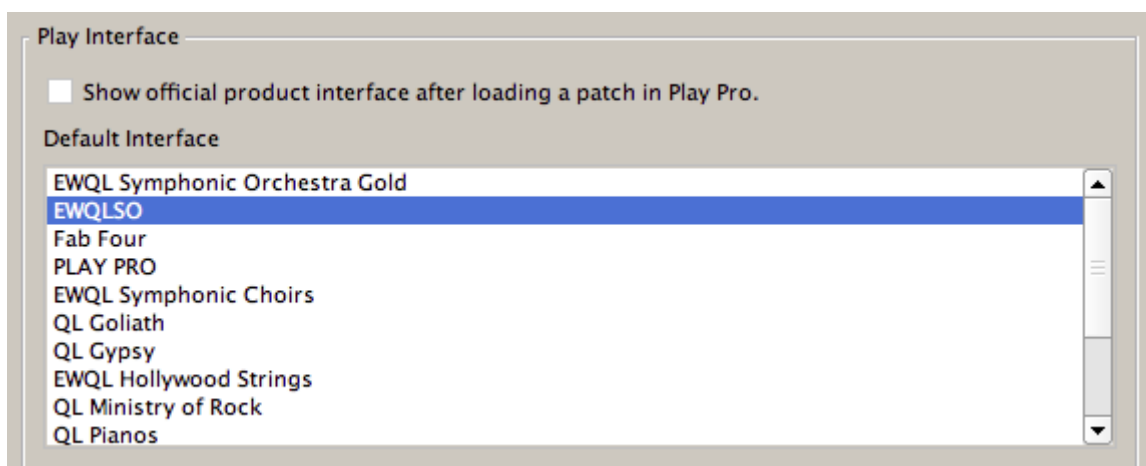 Play Interface
Show official product interface after loading a patch in Play Pro.
Default Interface
EWQL Symphonic Orchestra Gold
EWQLSO
Fab Four
PLAY PRO
EWQL Symphonic Choirs
QL Goliath
QL Gypsy
EWQL Hollywood Strings
QL Ministry of Rock
QL Pianos